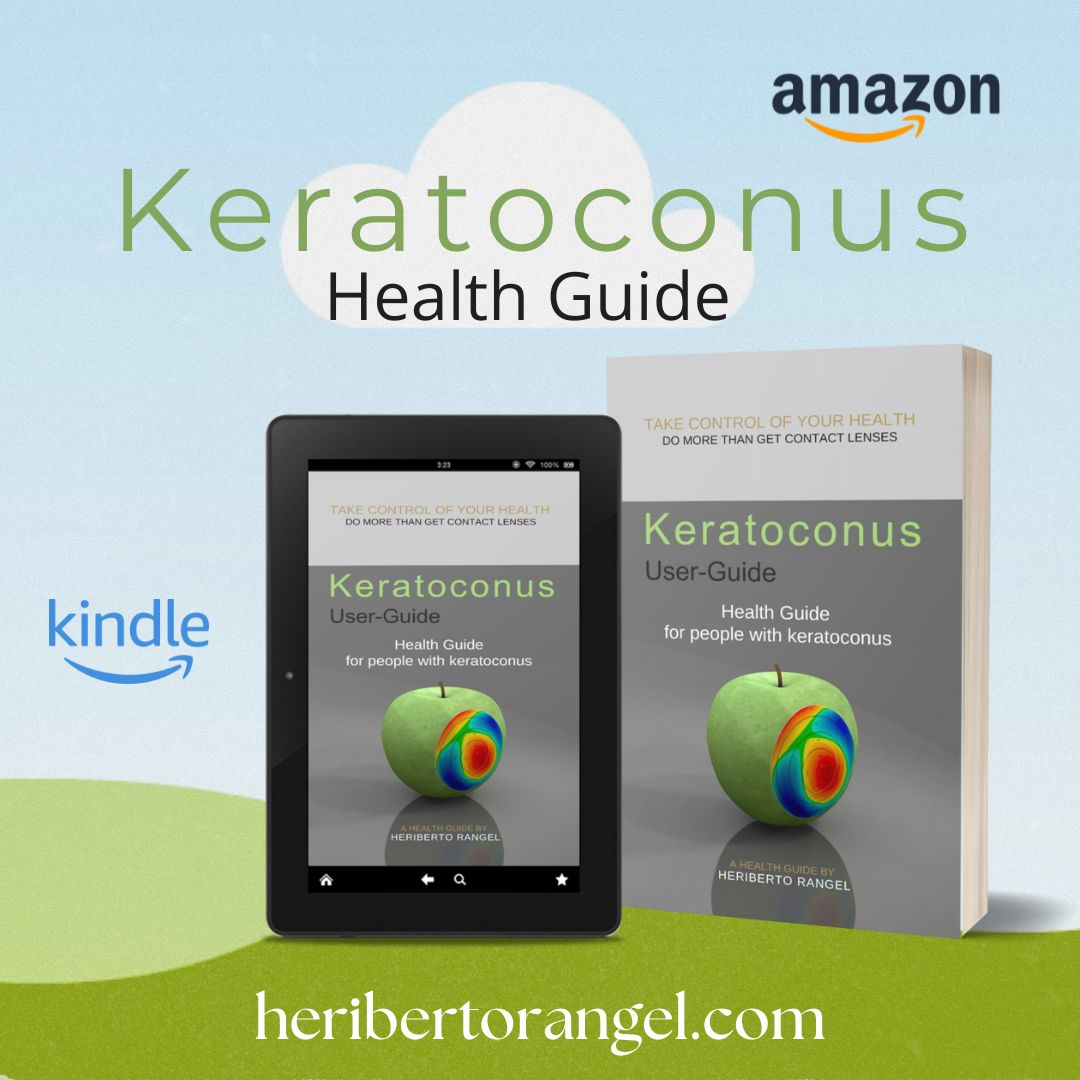 amazon
Keratoconus
Health Guide
TAKE CONTROL OF YOUR HEALTH
DO MORE THAN GET CONTACT LENSES
Keratoconus
User-Guide
Health Guide
for people with keratoconus
A HEALTH GUIDE BY
HERIBERTO RANGEL
kindle
3:23
100%
TAKE CONTROL OF YOUR HEALTH
DO MORE THAN GET CONTACT LENSES
Keratoconus
User-Guide
Health Guide
for people with keratoconus
A HEALTH GUIDE BY
HERIBERTO RANGEL
heribertorangel.com